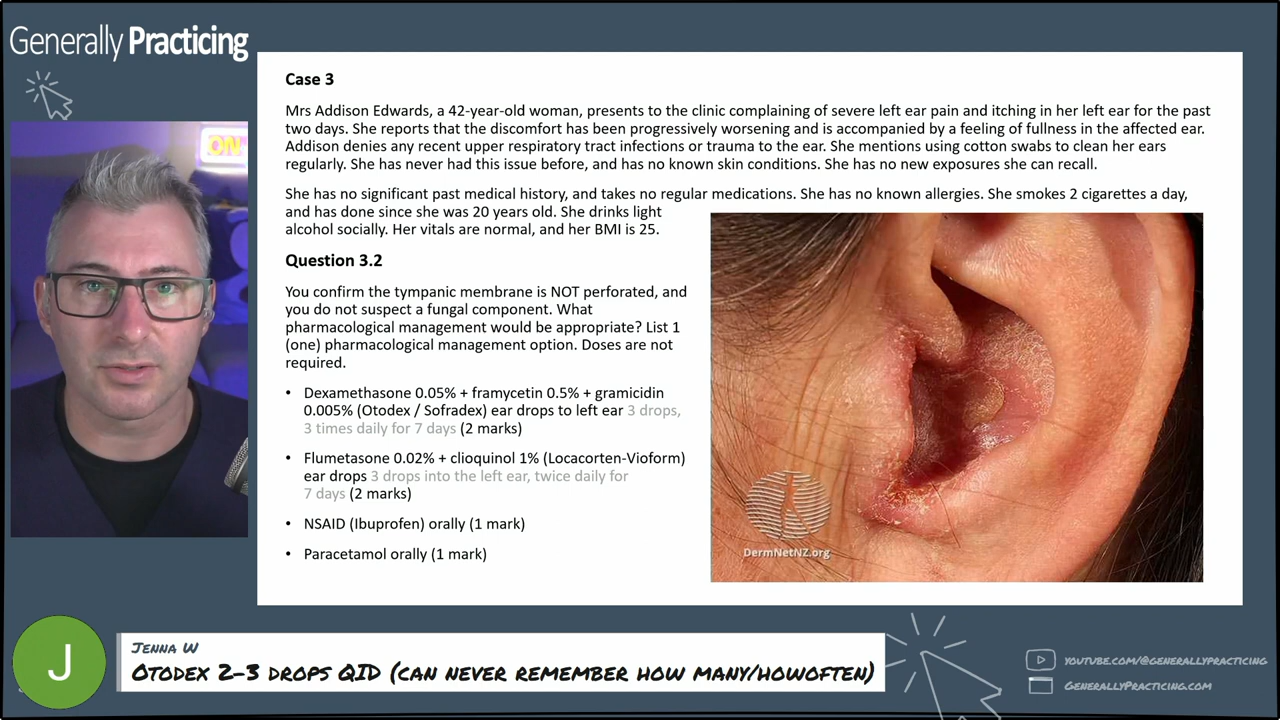 Generally Practicing
ON
Case 3
Mrs Addison Edwards, a 42-year-old woman, presents to the clinic complaining of severe left ear pain and itching in her left ear for the past
two days. She reports that the discomfort has been progressively worsening and is accompanied by a feeling of fullness in the affected ear.
Addison denies any recent upper respiratory tract infections or trauma to the ear. She mentions using cotton swabs to clean her ears
regularly. She has never had this issue before, and has no known skin conditions. She has no new exposures she can recall.
She has no significant past medical history, and takes no regular medications. She has no known allergies. She smokes 2 cigarettes a day,
and has done since she was 20 years old. She drinks light
alcohol socially. Her vitals are normal, and her BMI is 25.
Question 3.2
You confirm the tympanic membrane is NOT perforated, and
you do not suspect a fungal component. What
pharmacological management would be appropriate? List 1
(one) pharmacological management option. Doses are not
required.
• Dexamethasone 0.05% + framycetin 0.5% + gramicidin
0.005% (Otodex / Sofradex) ear drops to left ear 3 drops,
3 times daily for 7 days (2 marks)
• Flumetasone 0.02% + clioquinol 1% (Locacorten-Vioform)
ear drops 3 drops into the left ear, twice daily for
7 days (2 marks)
• NSAID (Ibuprofen) orally (1 mark)
• Paracetamol orally (1 mark)
DermNetNZ.org
J
Jenna W
Otodex 2-3 drops QID (can never remember how many/howoften)
youtube.com/@generallypracticing
GenerallyPracticing.com